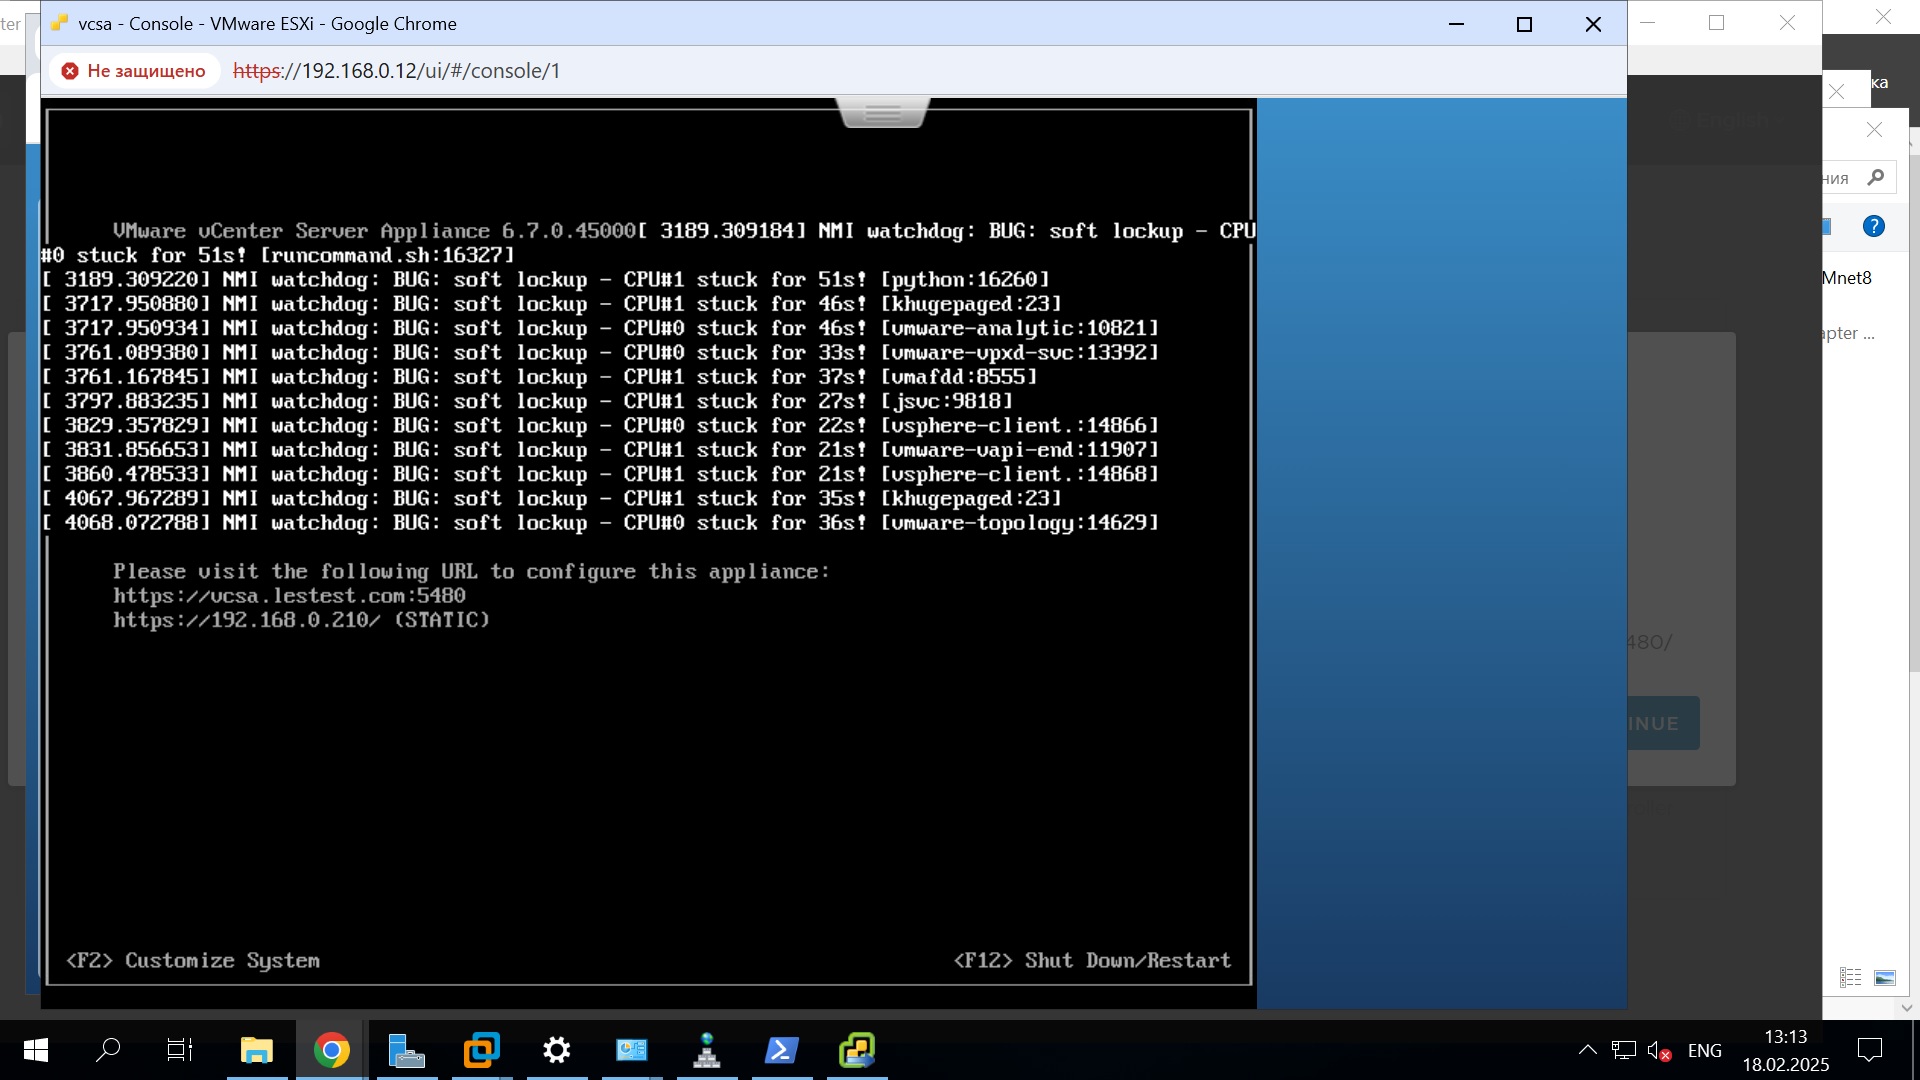 ter
vcsa - Console - VMware ESXi - Google Chrome
Не защищено
https://192.168.0.12/ui/#/console/1
ка
ния
?
Mnet8
apter ...
VMware vCenter Server Appliance 6.7.0.45000[ 3189.309184] NMI watchdog: BUG: soft lockup - CPU
#0 stuck for 51s! [runcommand.sh:16327]
[ 3189.309220] NMI watchdog: BUG: soft lockup - CPU#1 stuck for 51s! [python:16260]
[ 3717.950880] NMI watchdog: BUG: soft lockup - CPU#1 stuck for 46s! [khugepaged:23]
[ 3717.950934] NMI watchdog: BUG: soft lockup - CPU#0 stuck for 46s! [vmware-analytic:10821]
[ 3761.089380] NMI watchdog: BUG: soft lockup - CPU#0 stuck for 33s! [vmware-vpxd-svc:13392]
[ 3761.167845] NMI watchdog: BUG: soft lockup - CPU#1 stuck for 37s! [vmafdd:8555]
[ 3797.883235] NMI watchdog: BUG: soft lockup - CPU#1 stuck for 27s! [jsvc:9818]
[ 3829.357829] NMI watchdog: BUG: soft lockup - CPU#0 stuck for 22s! [vsphere-client.:14866]
[ 3831.856653] NMI watchdog: BUG: soft lockup - CPU#1 stuck for 21s! [vmware-vapi-end:11907]
[ 3860.478533] NMI watchdog: BUG: soft lockup - CPU#1 stuck for 21s! [vsphere-client.:14868]
[ 4067.967289] NMI watchdog: BUG: soft lockup - CPU#1 stuck for 35s! [khugepaged:23]
[ 4068.072788] NMI watchdog: BUG: soft lockup - CPU#0 stuck for 36s! [vmware-topology:14629]
Please visit the following URL to configure this appliance:
https://vcsa.lestest.com:5480
https://192.168.0.210/ (STATIC)
480/
INUE
<F2> Customize System
<F12> Shut Down/Restart
ENG
13:13
18.02.2025